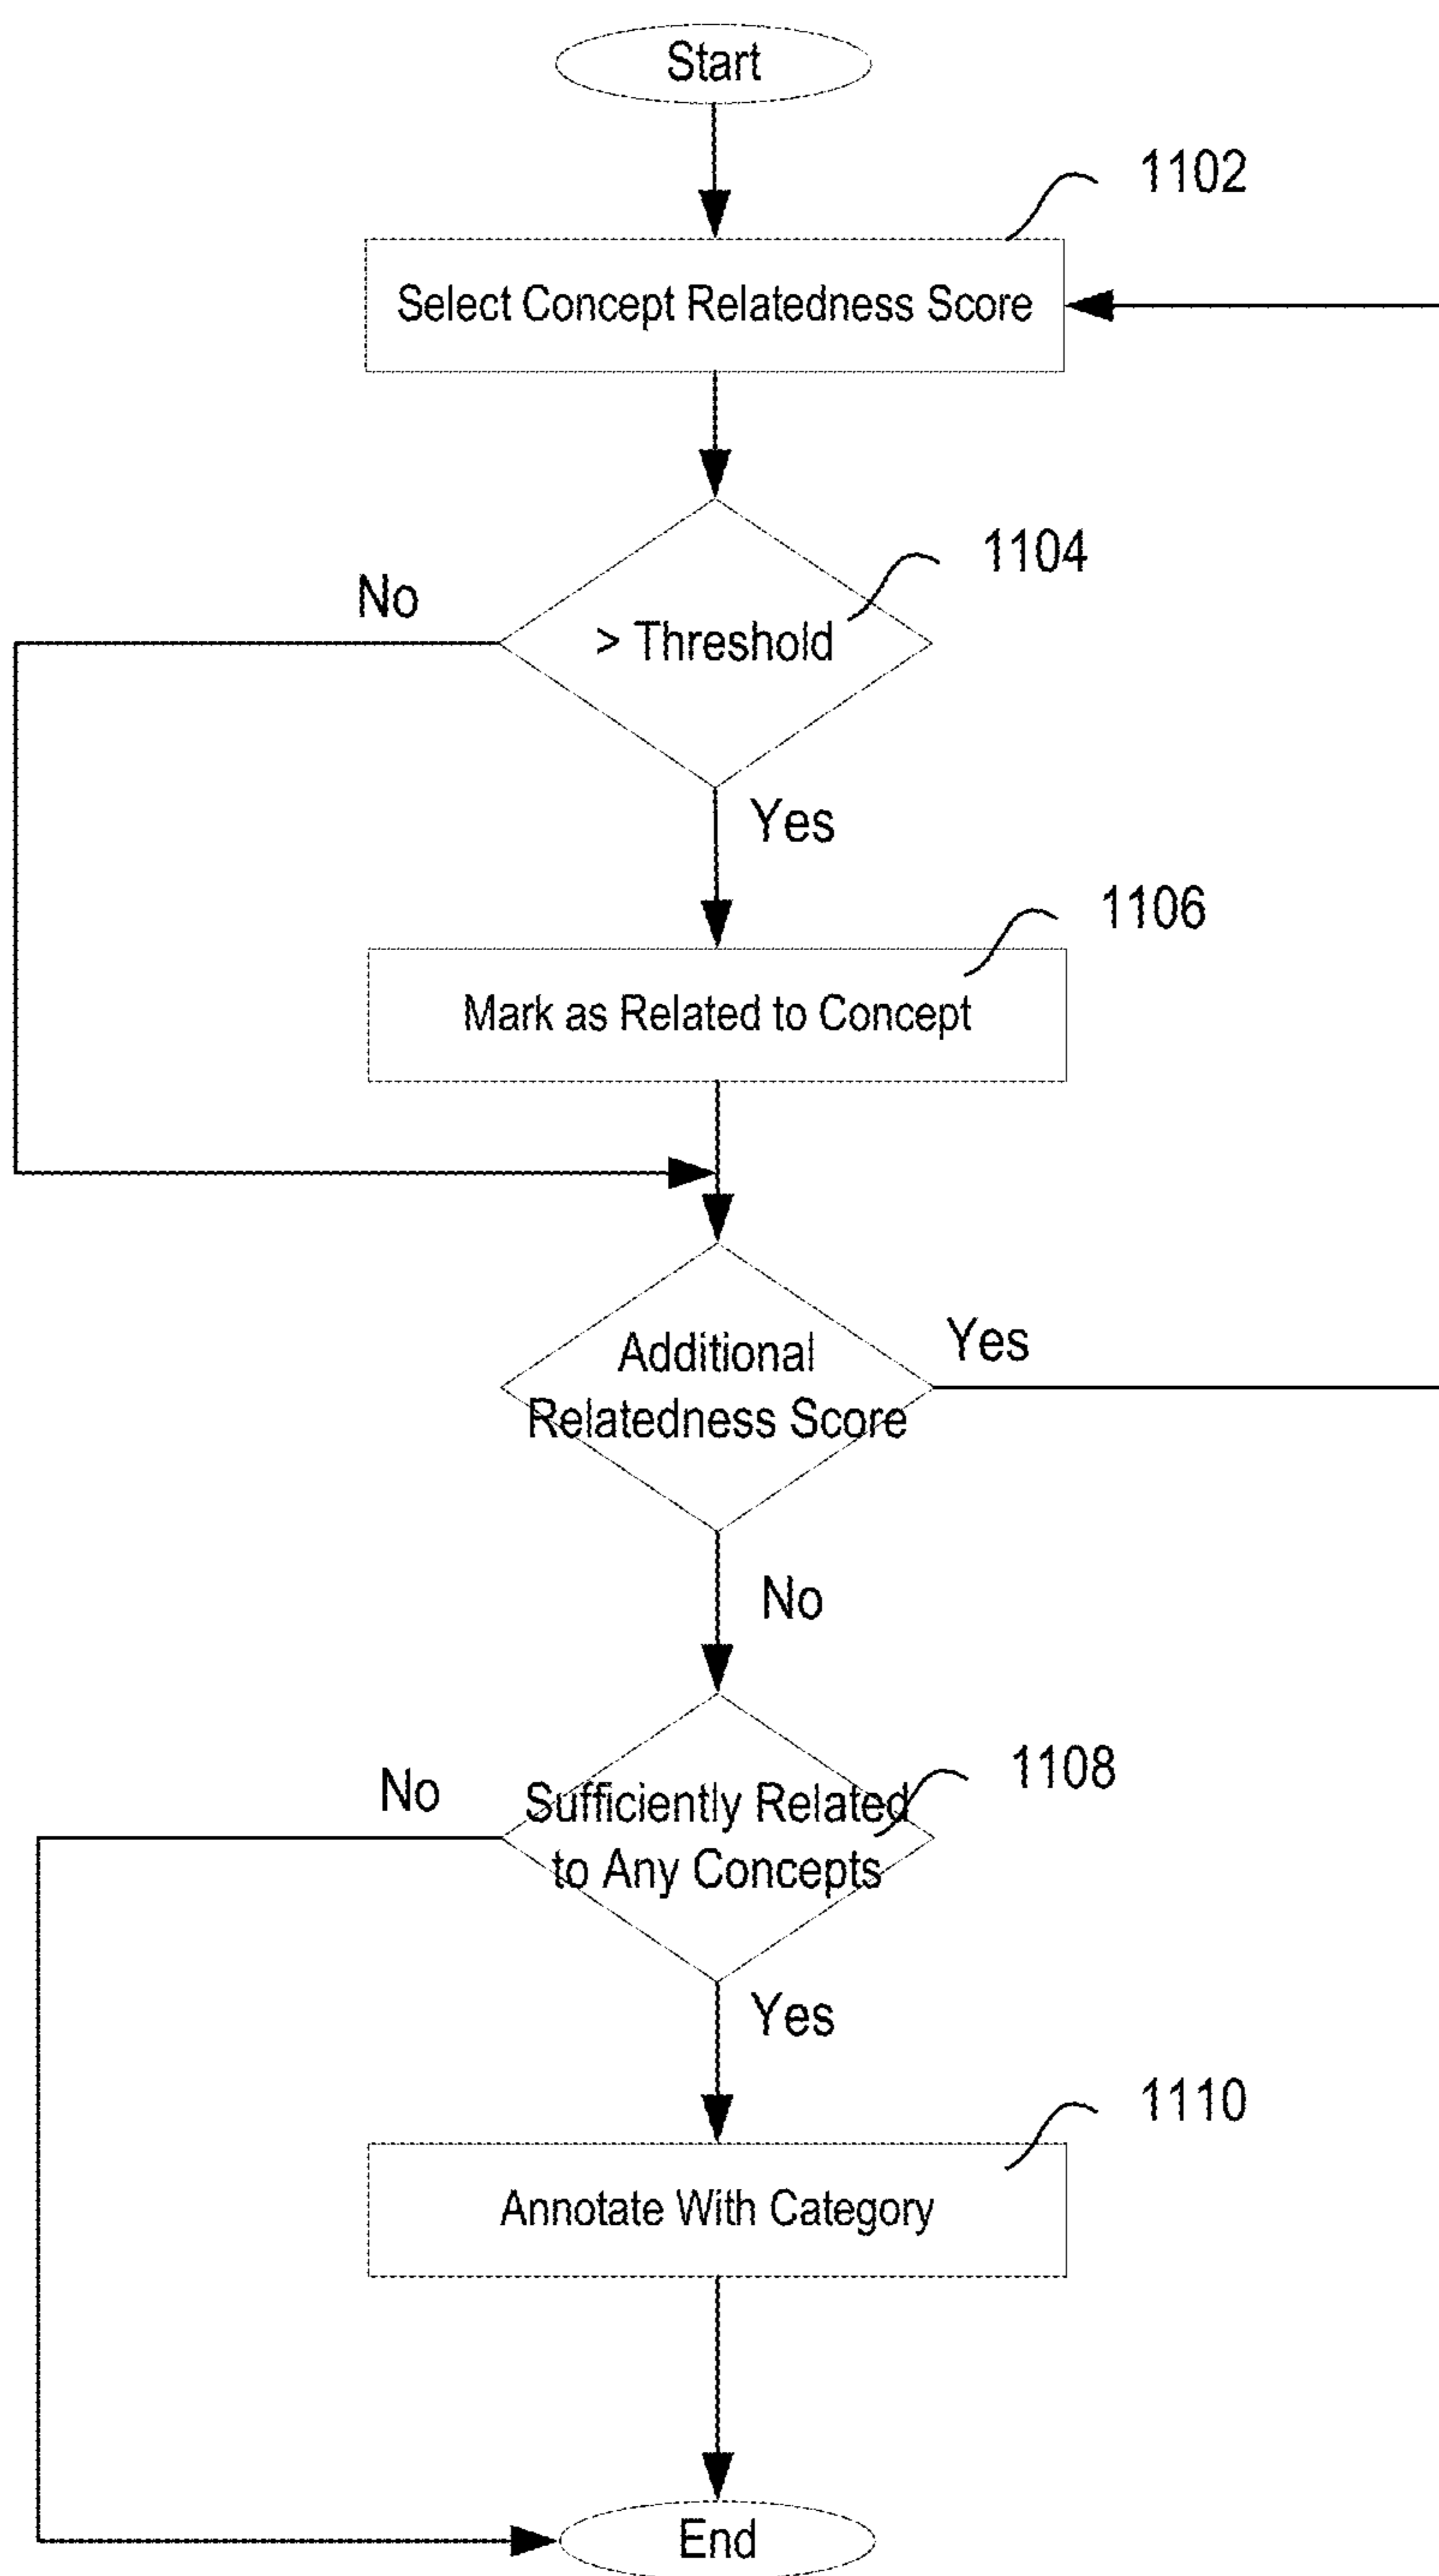 Start
1102
Select Concept Relatedness Score
1104
No
> Threshold
Yes
1106
Mark as Related to Concept
Additional
Relatedness Score
Yes
No
1108
No
Sufficiently Related
to Any Concepts
Yes
1110
Annotate With Category
End